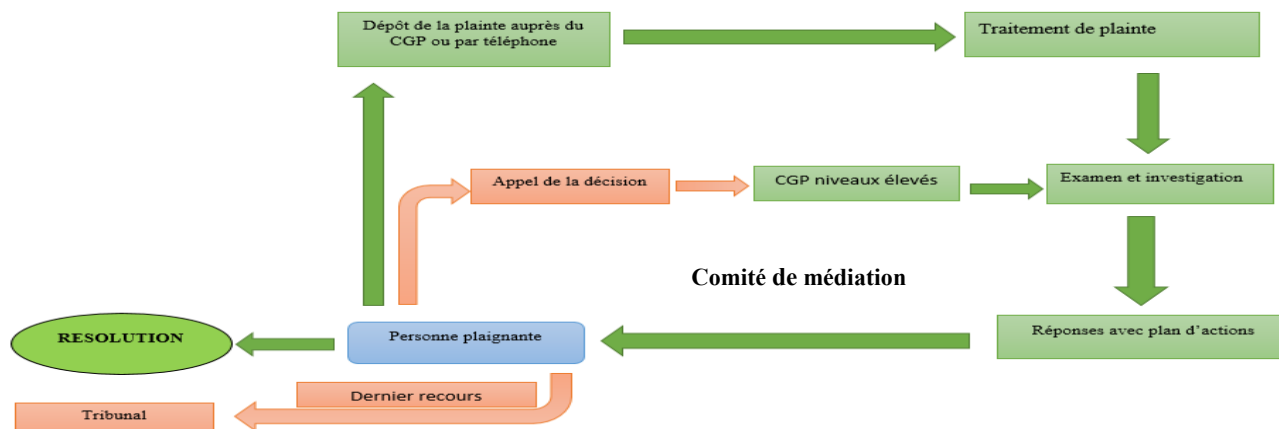 Dépôt de la plainte auprès du
CGP ou par téléphone
Traitement de plainte
Appel de la décision
CGP niveaux élevés
Examen et investigation
Comité de médiation
RESOLUTION
Personne plaignante
Réponses avec plan d’actions
Dernier recours
Tribunal